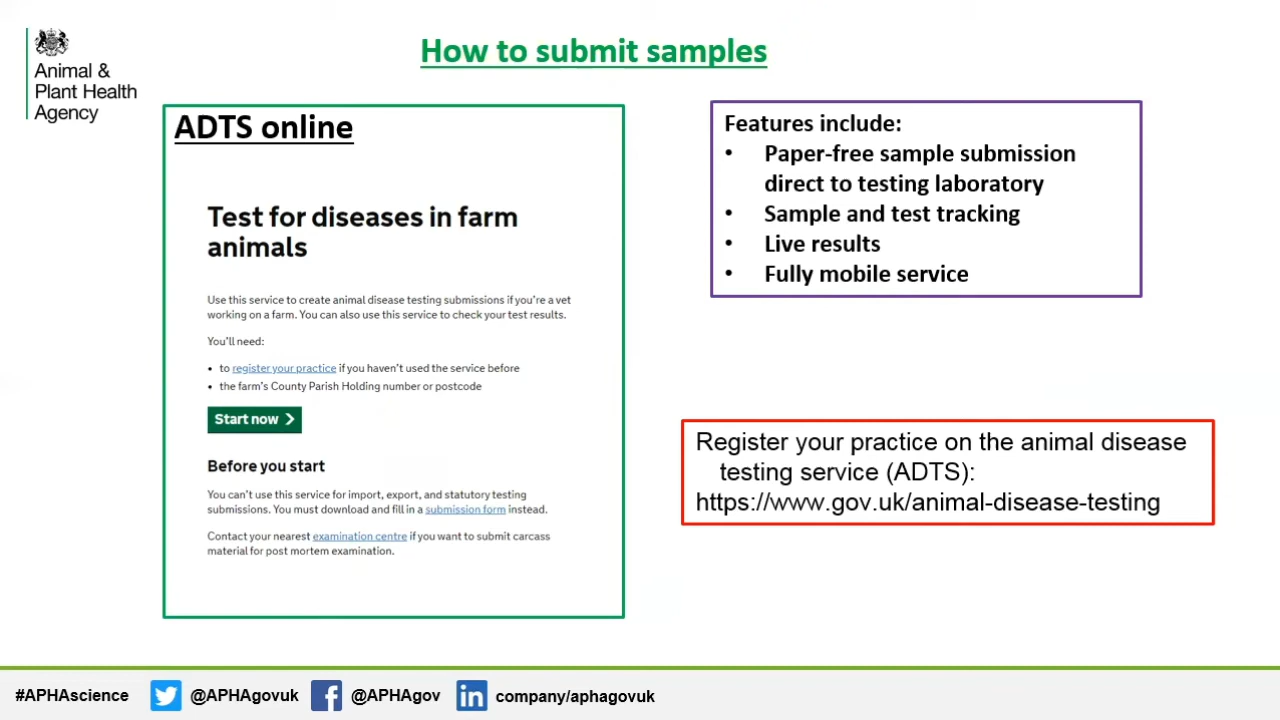 Animal &
Plant Health
Agency
How to submit samples
ADTS online
Test for diseases in farm
animals
Use this service to create animal disease testing submissions if you're a vet
working on a farm. You can also use this service to check your test results.
You'll need:
• to register your practice if you haven't used the service before
• the farm's County Parish Holding number or postcode
Start now
Before you start
You can't use this service for import, export, and statutory testing
submissions. You must download and fill in a submission form instead.
Contact your nearest examination centre if you want to submit carcass
material for post mortem examination.
Features include:
• Paper-free sample submission
direct to testing laboratory
• Sample and test tracking
• Live results
• Fully mobile service
Register your practice on the animal disease
testing service (ADTS):
https://www.gov.uk/animal-disease-testing
#APHAscience @APHAgovuk @APHAgov company/aphagovuk